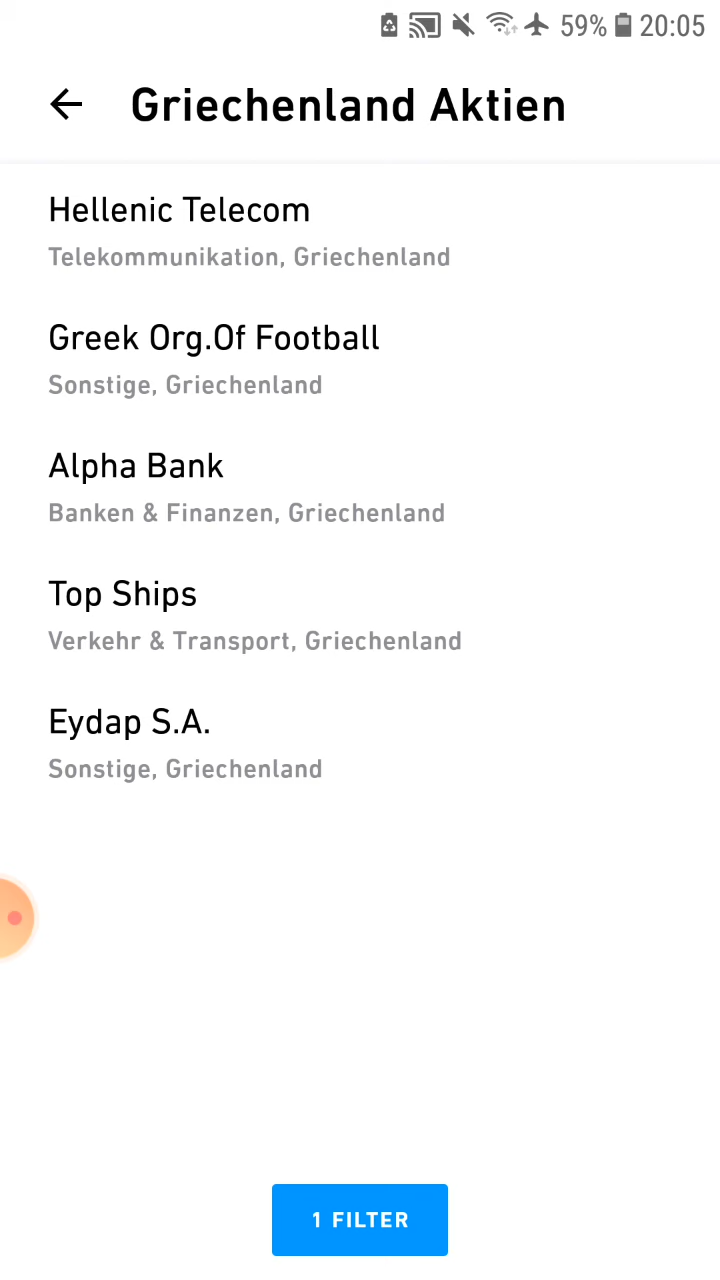 59% 20:05
Griechenland Aktien
Hellenic Telecom
Telekommunikation, Griechenland
Greek Org.Of Football
Sonstige, Griechenland
Alpha Bank
Banken & Finanzen, Griechenland
Top Ships
Verkehr & Transport, Griechenland
Eydap S.A.
Sonstige, Griechenland
1 FILTER